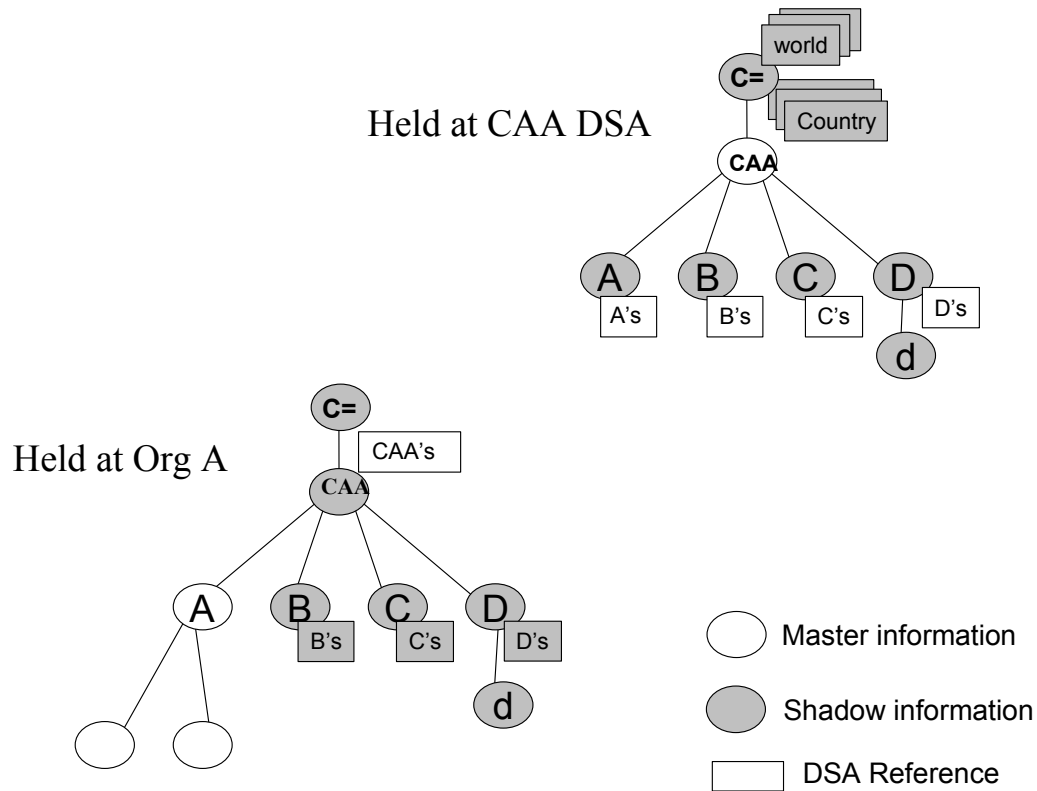 world
C=
Country
Held at CAA DSA
CAA
A
B
C
D
A's
B's
C's
D's
d
C=
CAA's
Held at Org A
CAA
A
B
C
D
B's
C's
D's
d
Master information
Shadow information
DSA Reference